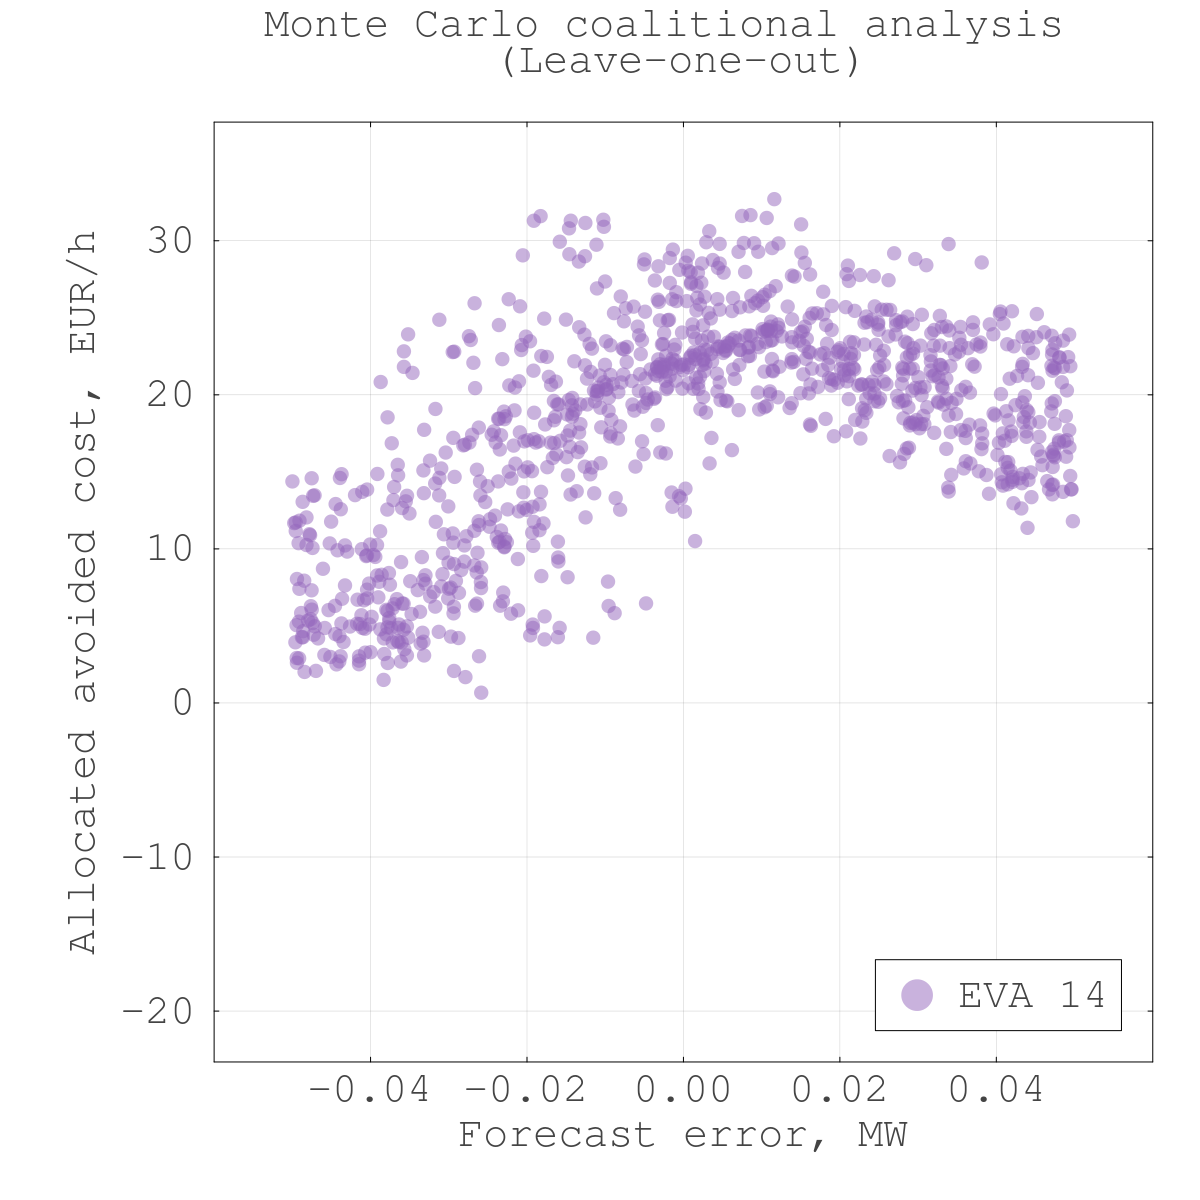 Monte Carlo coalitional analysis
(Leave-one-out)
Allocated avoided cost, EUR/h
30
20
10
0
−10
−20
EVA 14
−0.04 −0.02 0.00 0.02 0.04
Forecast error, MW